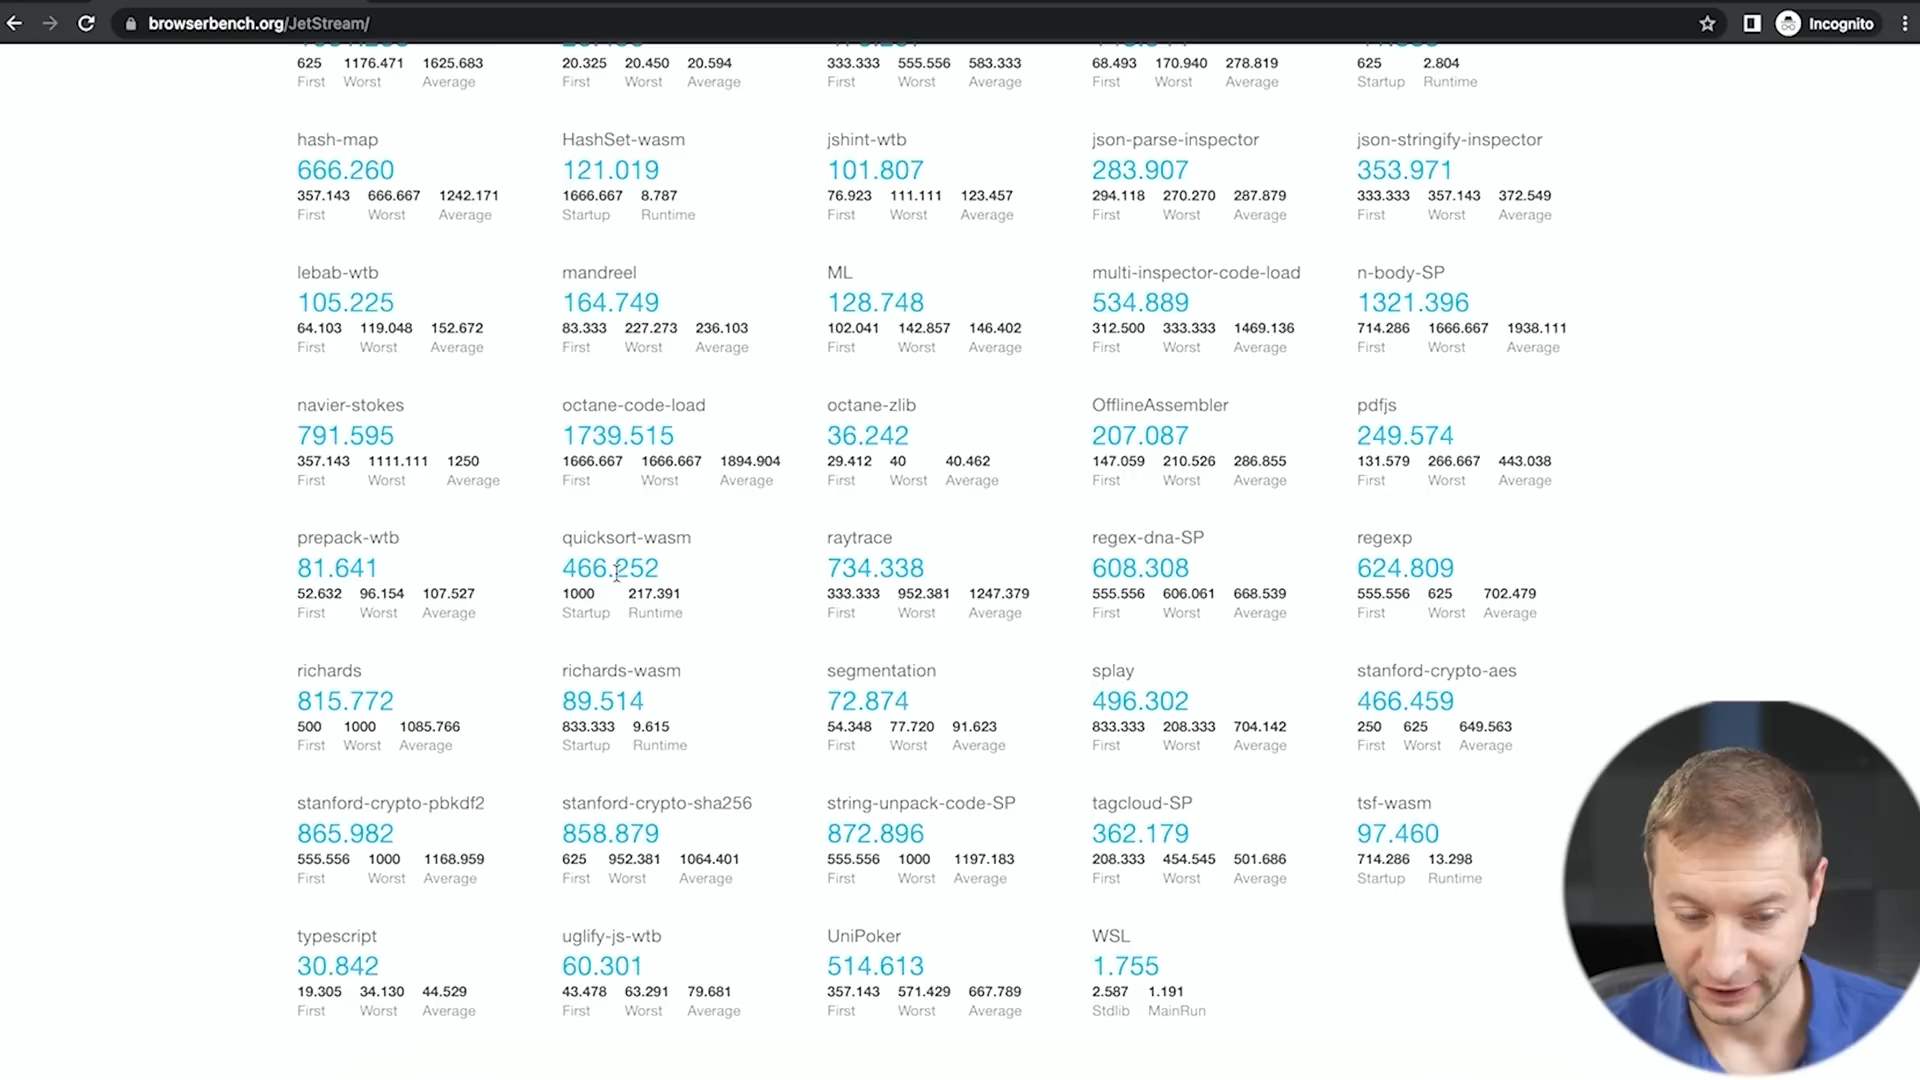 browserbench.org/JetStream/
Incognito
625 1176.471 1625.683 20.325 20.450 20.594 333.333 555.556 583.333 68.493 170.940 278.819 625 2.804
First Worst Average First Worst Average First Worst Average First Worst Average Startup Runtime
hash-map HashSet-wasm jshint-wtb json-parse-inspector json-stringify-inspector
666.260 121.019 101.807 283.907 353.971
357.143 666.667 1242.171 1666.667 8.787 76.923 111.111 123.457 294.118 270.270 287.879 333.333 357.143 372.549
First Worst Average Startup Runtime First Worst Average First Worst Average First Worst Average
lebab-wtb mandreel ML multi-inspector-code-load n-body-SP
105.225 164.749 128.748 534.889 1321.396
64.103 119.048 152.672 83.333 227.273 236.103 102.041 142.857 146.402 312.500 333.333 1469.136 714.286 1666.667 1938.111
First Worst Average First Worst Average First Worst Average First Worst Average First Worst Average
navier-stokes octane-code-load octane-zlib OfflineAssembler pdfjs
791.595 1739.515 36.242 207.087 249.574
357.143 1111.111 1250 1666.667 1666.667 1894.904 29.412 40 40.462 147.059 210.526 286.855 131.579 266.667 443.038
First Worst Average First Worst Average First Worst Average First Worst Average First Worst Average
prepack-wtb quicksort-wasm raytrace regex-dna-SP regexp
81.641 466.252 734.338 608.308 624.809
52.632 96.154 107.527 1000 217.391 333.333 952.381 1247.379 555.556 606.061 668.539 555.556 625 702.479
First Worst Average Startup Runtime First Worst Average First Worst Average First Worst Average
richards richards-wasm segmentation splay stanford-crypto-aes
815.772 89.514 72.874 496.302 466.459
500 1000 1085.766 833.333 9.615 54.348 77.720 91.623 833.333 208.333 704.142 250 625 649.563
First Worst Average Startup Runtime First Worst Average First Worst Average First Worst Average
stanford-crypto-pbkdf2 stanford-crypto-sha256 string-unpack-code-SP tagcloud-SP tsf-wasm
865.982 858.879 872.896 362.179 97.460
555.556 1000 1168.959 625 952.381 1064.401 555.556 1000 1197.183 208.333 454.545 501.686 714.286 13.298
First Worst Average First Worst Average First Worst Average First Worst Average Startup Runtime
typescript uglify-js-wtb UniPoker WSL
30.842 60.301 514.613 1.755
19.305 34.130 44.529 43.478 63.291 79.681 357.143 571.429 667.789 2.587 1.191
First Worst Average First Worst Average First Worst Average Stdlib MainRun